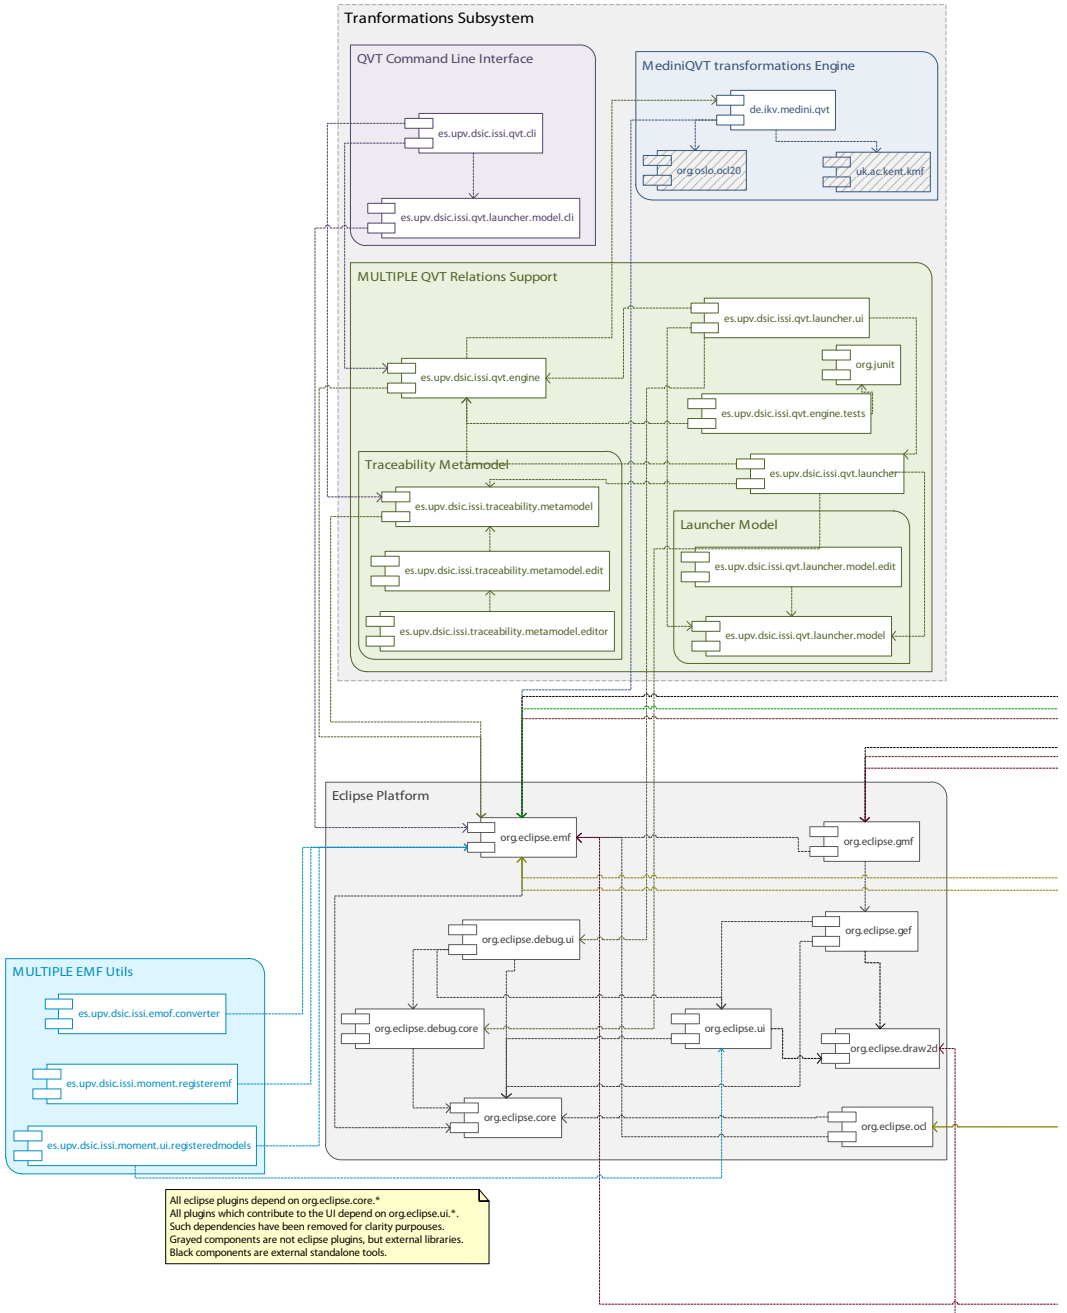 Tranformations Subsystem
QVT Command Line Interface
MediniQVT transformations Engine
de.ikv.medini.qvt
es.upv.dsic.issi.qvt.cli
org.oslo.ocl20
uk.ac.kent.kmf
es.upv.dsic.issi.qvt.launcher.model.cli
MULTIPLE QVT Relations Support
es.upv.dsic.issi.qvt.launcher.ui
org.junit
es.upv.dsic.issi.qvt.engine
es.upv.dsic.issi.qvt.engine.tests
Traceability Metamodel
es.upv.dsic.issi.qvt.launcher
es.upv.dsic.issi.traceability.metamodel
Launcher Model
es.upv.dsic.issi.traceability.metamodel.edit
es.upv.dsic.issi.qvt.launcher.model.edit
es.upv.dsic.issi.traceability.metamodel.editor
es.upv.dsic.issi.qvt.launcher.model
Eclipse Platform
org.eclipse.emf
org.eclipse.gmf
org.eclipse.debug.ui
org.eclipse.gef
MULTIPLE EMF Utils
es.upv.dsic.issi.emof.converter
org.eclipse.debug.core
org.eclipse.ui
org.eclipse.draw2d
es.upv.dsic.issi.moment.registeremf
org.eclipse.core
org.eclipse.ocl
es.upv.dsic.issi.moment.ui.registeredmodels
All eclipse plugins depend on org.eclipse.core.*
All plugins which contribute to the UI depend on org.eclipse.ui.*.
Such dependencies have been removed for clarity purpouses.
Grayed components are not eclipse plugins, but external libraries.
Black components are external standalone tools.